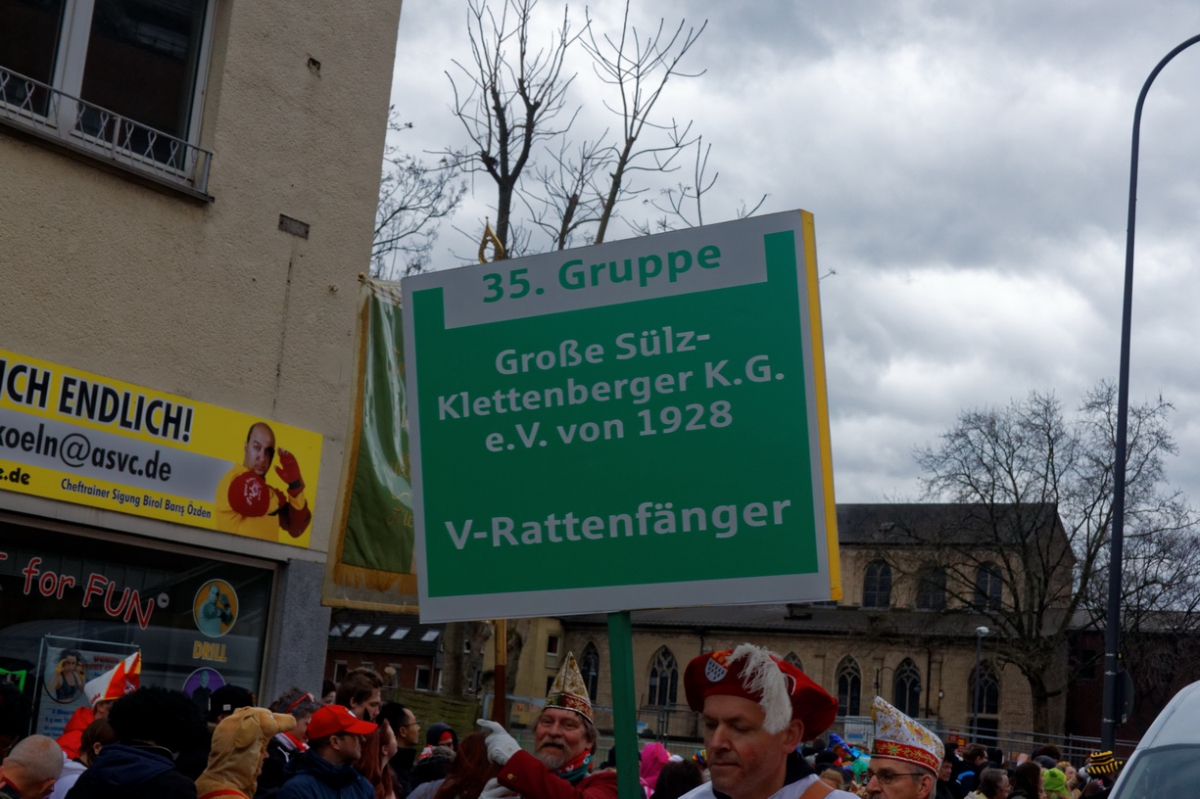 35. Gruppe
Große Sülz-
Klettenberger K.G.
e.V. von 1928
V-Rattenfänger
ICH ENDLICH!
koeln@asvc.de
e.de
Cheftrainer Sigung Birol Barış Özden
for FUN
DRILL